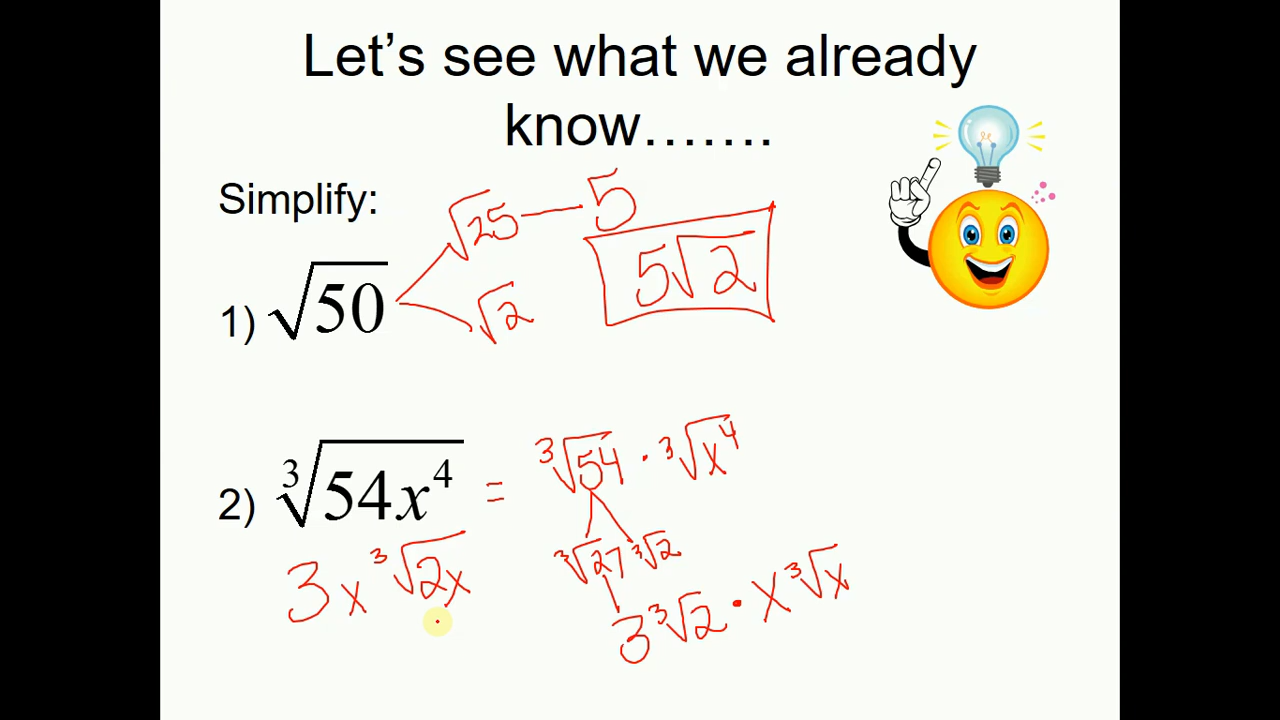 Let's see what we already
know…….
Simplify:
√25 — 5
1) √50
√2
5√2
2) ∛54x⁴ = ∛54 · ∛x⁴
∛27 ∛2
3x ∛2x
3∛2 · x∛x